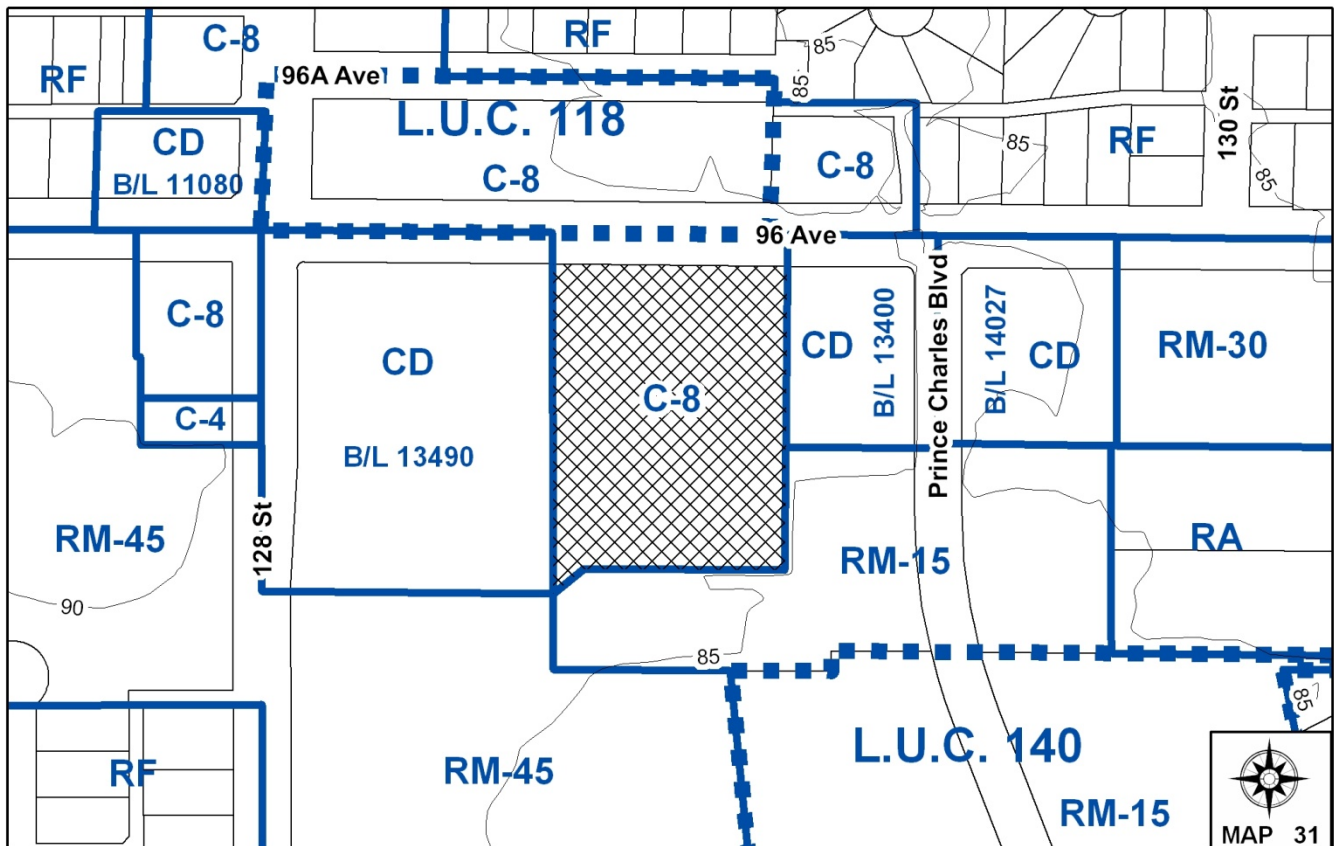 C-8
RF
85
RF
96A Ave
85
L.U.C. 118
130 St
CD
85
RF
C-8
C-8
B/L 11080
85
96 Ave
C-8
CD
B/L 13400
Prince Charles Blvd
B/L 14027
CD
RM-30
CD
C-8
C-4
B/L 13490
RM-45
128 St
RA
RM-15
90
85
85
L.U.C. 140
RF
RM-45
RM-15
MAP 31